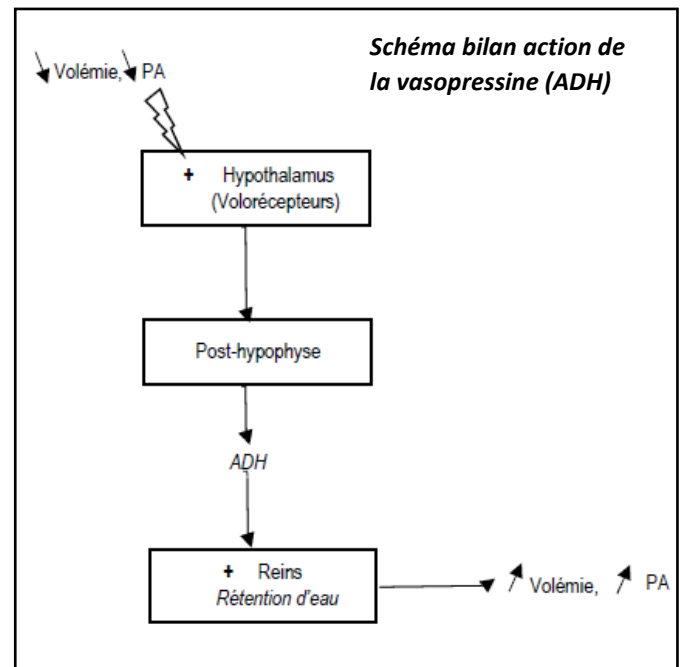 Schéma bilan action de
la vasopressine (ADH)
Volémie, PA
+ Hypothalamus
(Volorécepteurs)
Post-hypophyse
ADH
+ Reins
Rétention d'eau
Volémie, PA